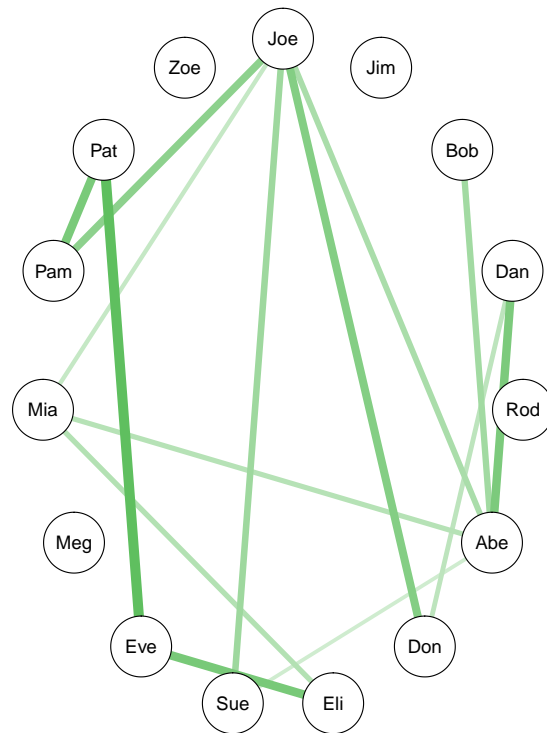 Joe
Zoe
Jim
Pat
Bob
Pam
Dan
Mia
Rod
Meg
Abe
Eve
Don
Sue
Eli